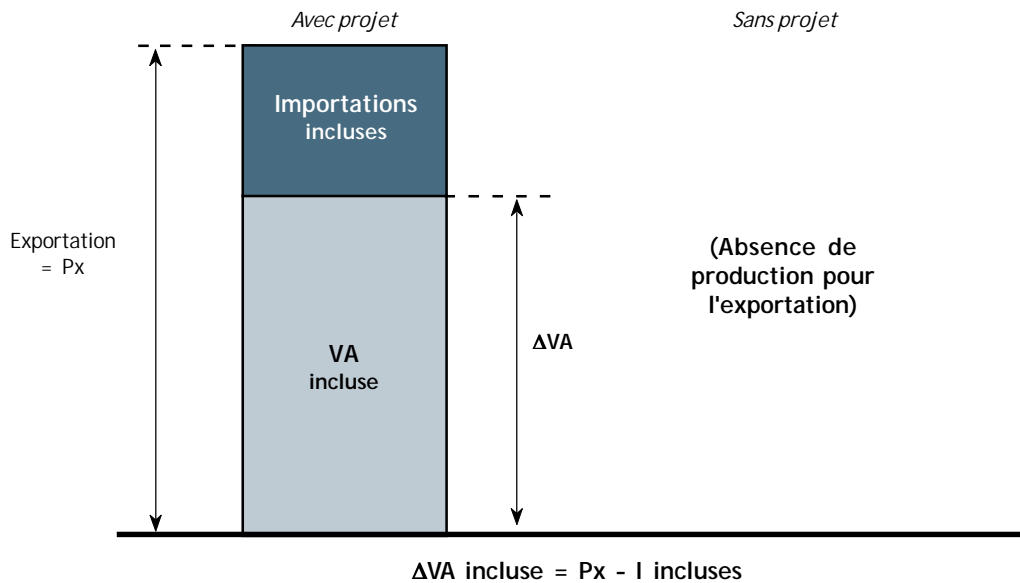 Avec projet
Sans projet
Importations
incluses
Exportation
= Px
(Absence de
production pour
l'exportation)
ΔVA
VA
incluse
ΔVA incluse = Px - I incluses